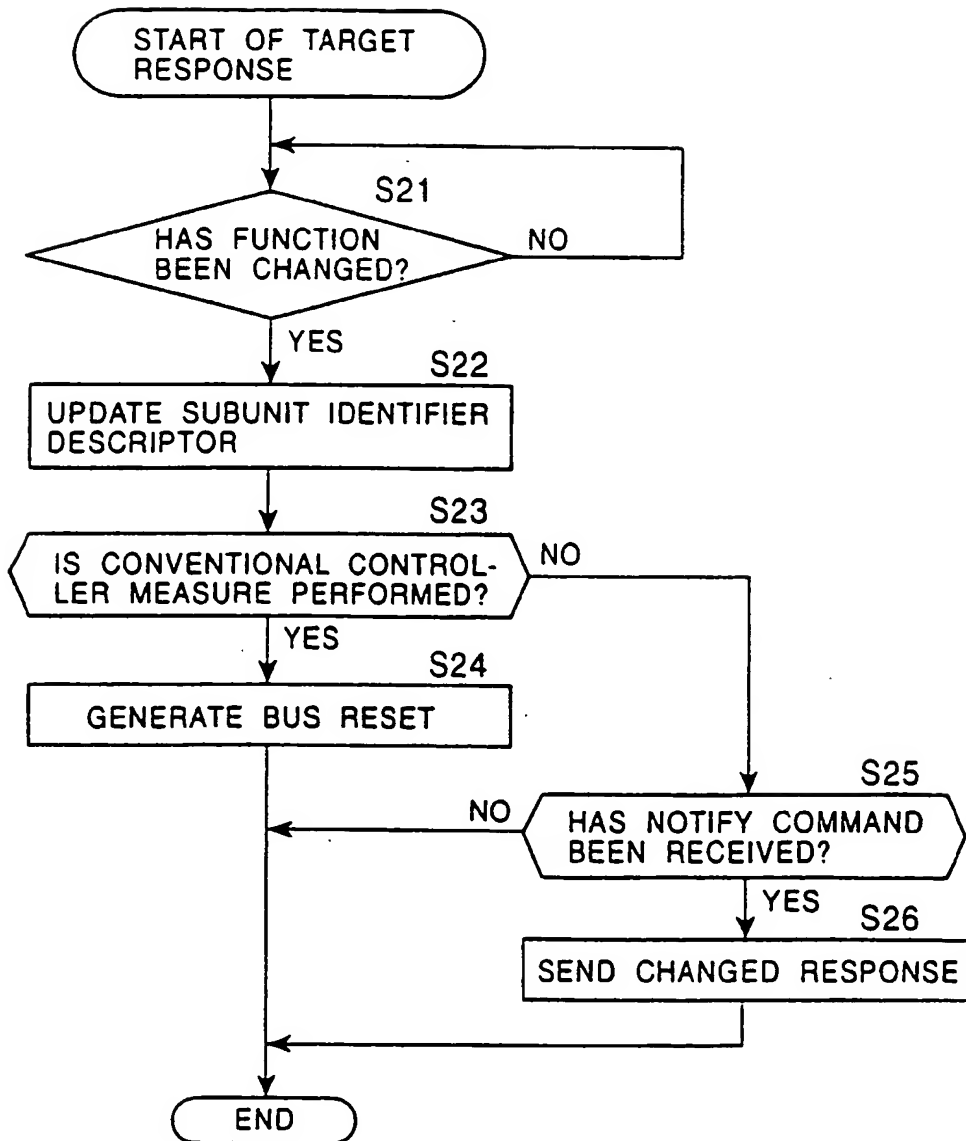 START OF TARGET
RESPONSE
S21
HAS FUNCTION
BEEN CHANGED?
NO
YES
S22
UPDATE SUBUNIT IDENTIFIER
DESCRIPTOR
S23
IS CONVENTIONAL CONTROL-
LER MEASURE PERFORMED?
NO
YES
S24
GENERATE BUS RESET
S25
NO
HAS NOTIFY COMMAND
BEEN RECEIVED?
YES
S26
SEND CHANGED RESPONSE
END